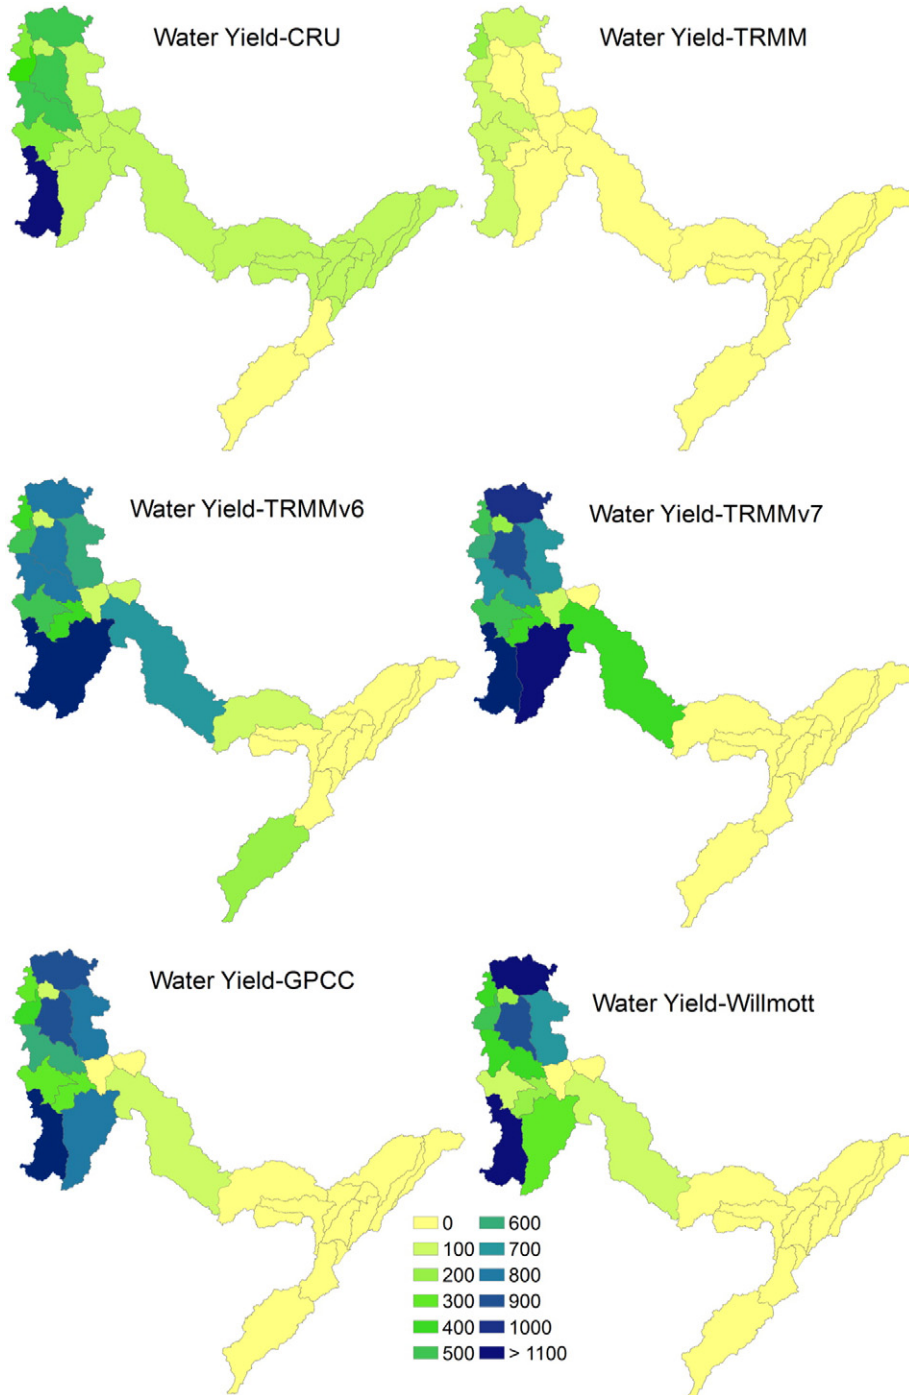 Water Yield-CRU
Water Yield-TRMM
Water Yield-TRMMv6
Water Yield-TRMMv7
Water Yield-GPCC
Water Yield-Willmott
0 600
100 700
200 800
300 900
400 1000
500 > 1100